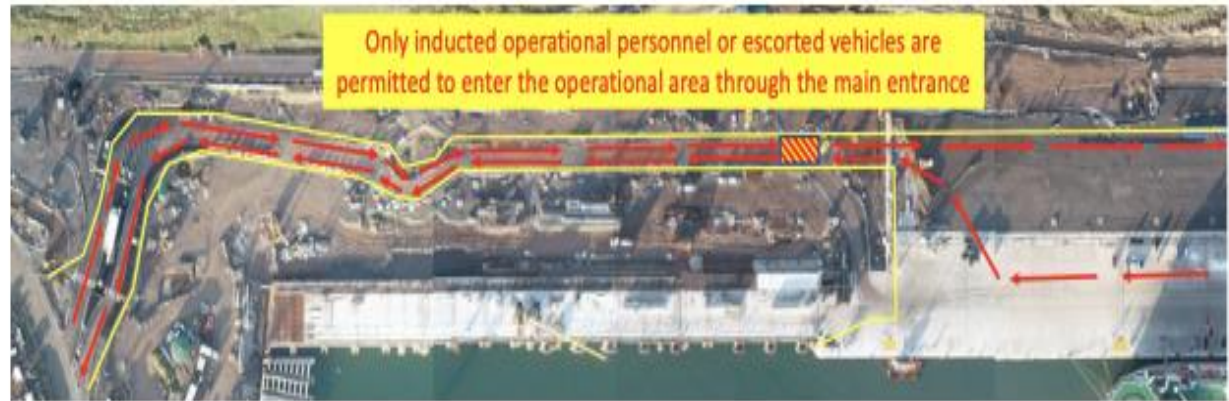 Only inducted operational personnel or escorted vehicles are
permitted to enter the operational area through the main entrance